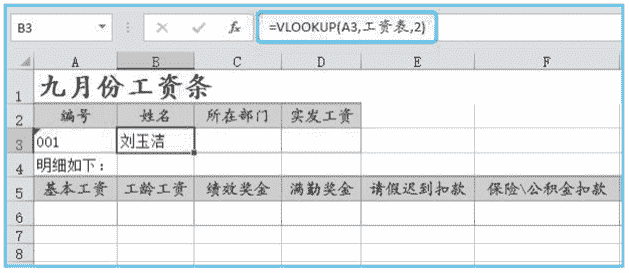 B3 fx =VLOOKUP(A3,工资表,2)
A B C D E F
1 九月份工资条
2 编号 姓名 所在部门 实发工资
3 001 刘玉洁
4 明细如下：
5 基本工资 工龄工资 绩效奖金 满勤奖金 请假迟到扣款 保险\公积金扣款
6
7
8